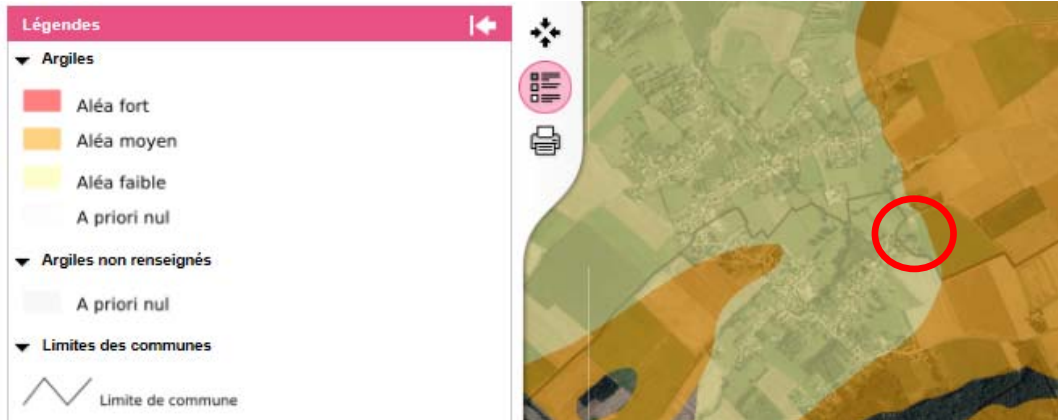 Légendes
Argiles
Aléa fort
Aléa moyen
Aléa faible
A priori nul
Argiles non renseignés
A priori nul
Limites des communes
Limite de commune